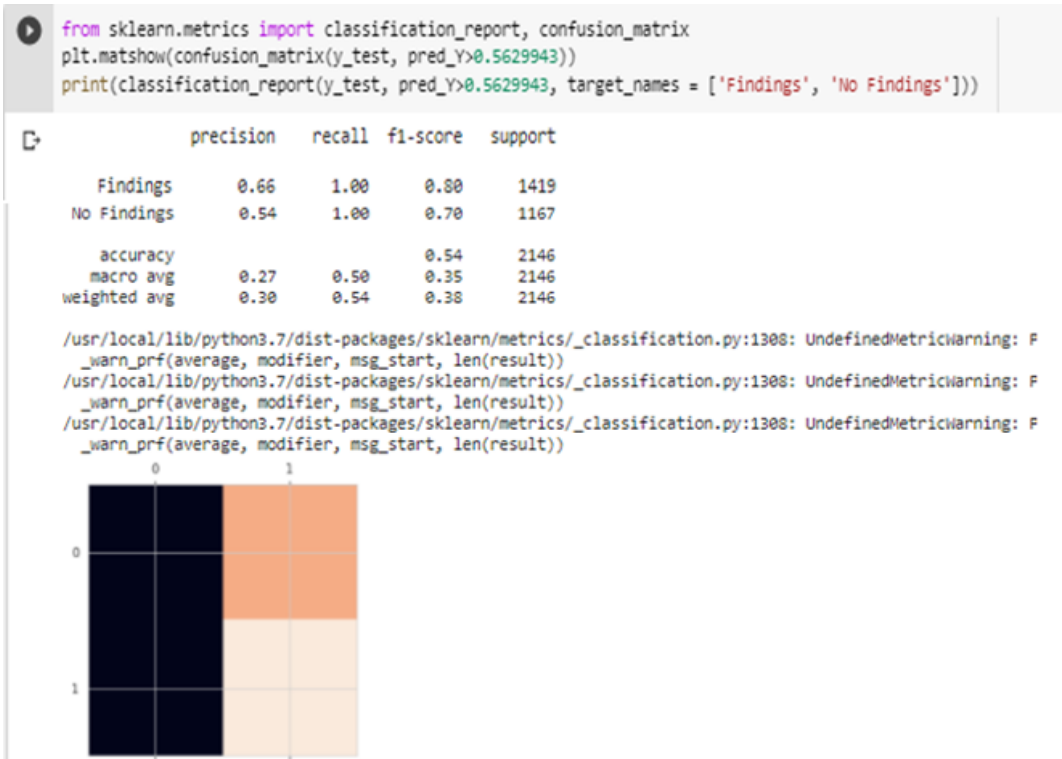 from sklearn.metrics import classification_report, confusion_matrix
plt.matshow(confusion_matrix(y_test, pred_Y>0.5629943))
print(classification_report(y_test, pred_Y>0.5629943, target_names = ['Findings', 'No Findings']))
precision recall f1-score support
Findings 0.66 1.00 0.80 1419
No Findings 0.54 1.00 0.70 1167
accuracy 0.54 2146
macro avg 0.27 0.50 0.35 2146
weighted avg 0.30 0.54 0.38 2146
/usr/local/lib/python3.7/dist-packages/sklearn/metrics/_classification.py:1308: UndefinedMetricWarning: F
_warn_prf(average, modifier, msg_start, len(result))
/usr/local/lib/python3.7/dist-packages/sklearn/metrics/_classification.py:1308: UndefinedMetricWarning: F
_warn_prf(average, modifier, msg_start, len(result))
/usr/local/lib/python3.7/dist-packages/sklearn/metrics/_classification.py:1308: UndefinedMetricWarning: F
_warn_prf(average, modifier, msg_start, len(result))
0 1
0
1